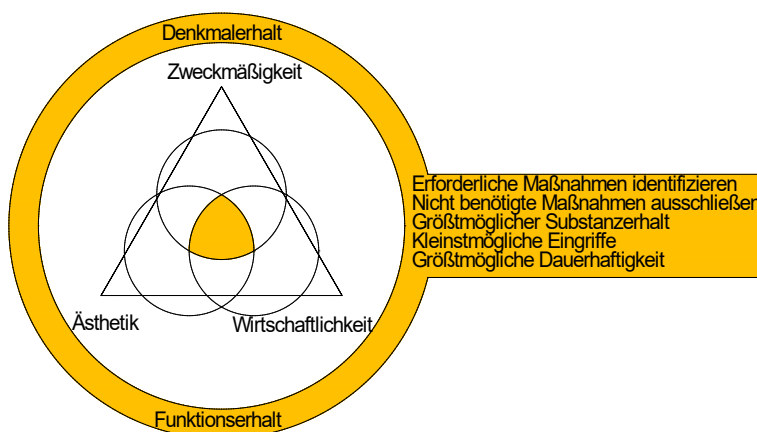 Denkmalerhalt
Zweckmäßigkeit
Erforderliche Maßnahmen identifizieren
Nicht benötigte Maßnahmen ausschließen
Größtmöglicher Substanzerhalt
Kleinstmögliche Eingriffe
Größtmögliche Dauerhaftigkeit
Ästhetik
Wirtschaftlichkeit
Funktionserhalt